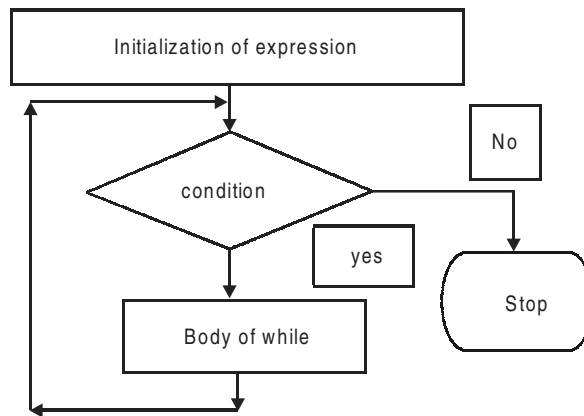 Initialization of expression
No
condition
yes
Stop
Body of while